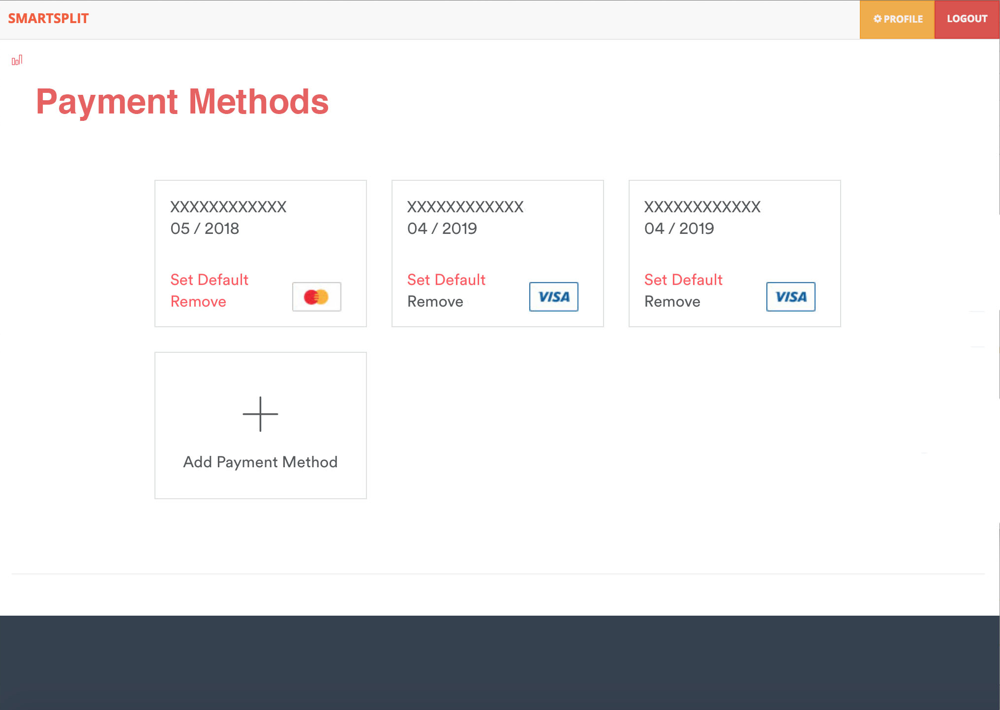 SMARTSPLIT
PROFILE
LOGOUT
Payment Methods
XXXXXXXXXXXX
05 / 2018
Set Default
Remove
XXXXXXXXXXXX
04 / 2019
Set Default
Remove
VISA
XXXXXXXXXXXX
04 / 2019
Set Default
Remove
VISA
Add Payment Method